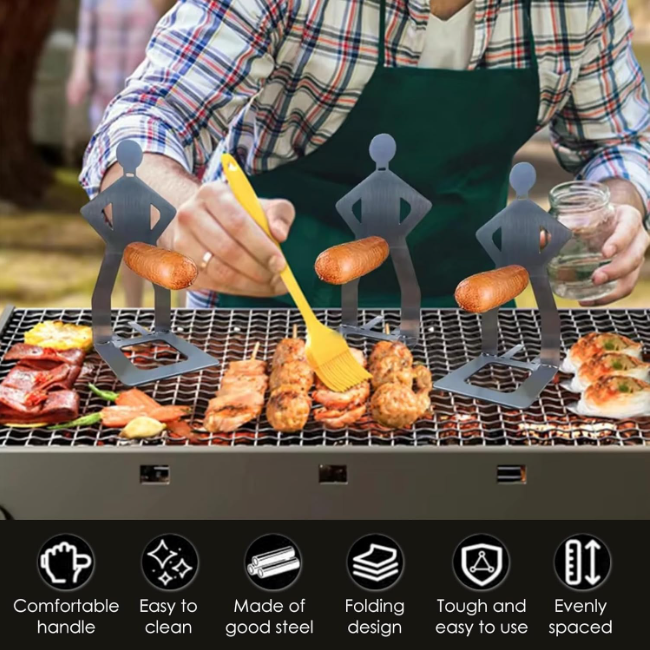 Comfortable
handle
Easy to
clean
Made of
good steel
Folding
design
Tough and
easy to use
Evenly
spaced